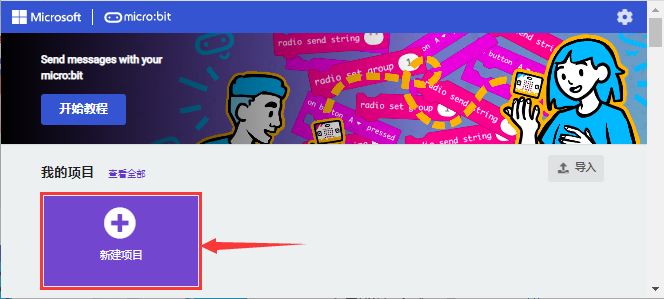 Microsoft
micro:bit
Send messages with your
micro:bit
开始教程
radio send string
radio set group 1
button A
radio set group
radio send string
on button A pressed
radio send string
我的项目
查看全部
导入
新建项目